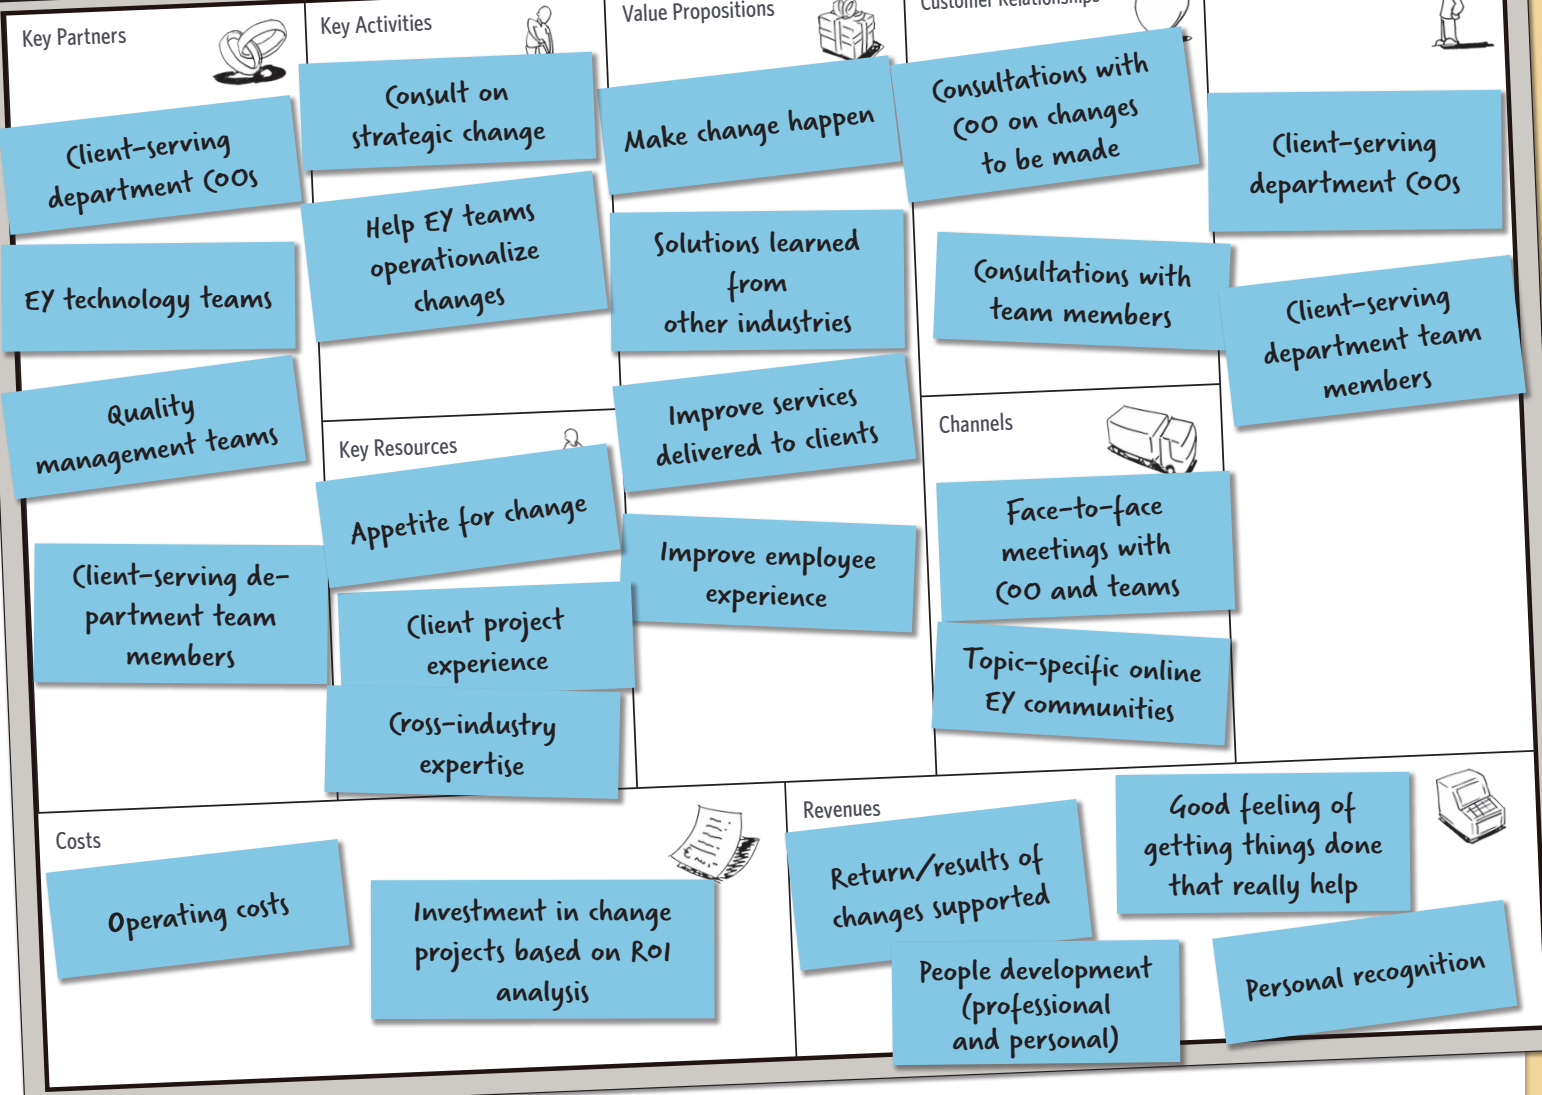 Key Partners
Client-serving
department COOs
EY technology teams
Quality
management teams
Client-serving de-
partment team
members
Key Activities
Consult on
strategic change
Help EY teams
operationalize
changes
Key Resources
Appetite for change
Client project
experience
Cross-industry
expertise
Value Propositions
Make change happen
Solutions learned
from
other industries
Improve services
delivered to clients
Improve employee
experience
Customer Relationships
Consultations with
COO on changes
to be made
Consultations with
team members
Channels
Face-to-face
meetings with
COO and teams
Topic-specific online
EY communities
Client-serving
department COOs
Client-serving
department team
members
Costs
Operating costs
Investment in change
projects based on ROI
analysis
Revenues
Return/results of
changes supported
Good feeling of
getting things done
that really help
People development
(professional
and personal)
Personal recognition